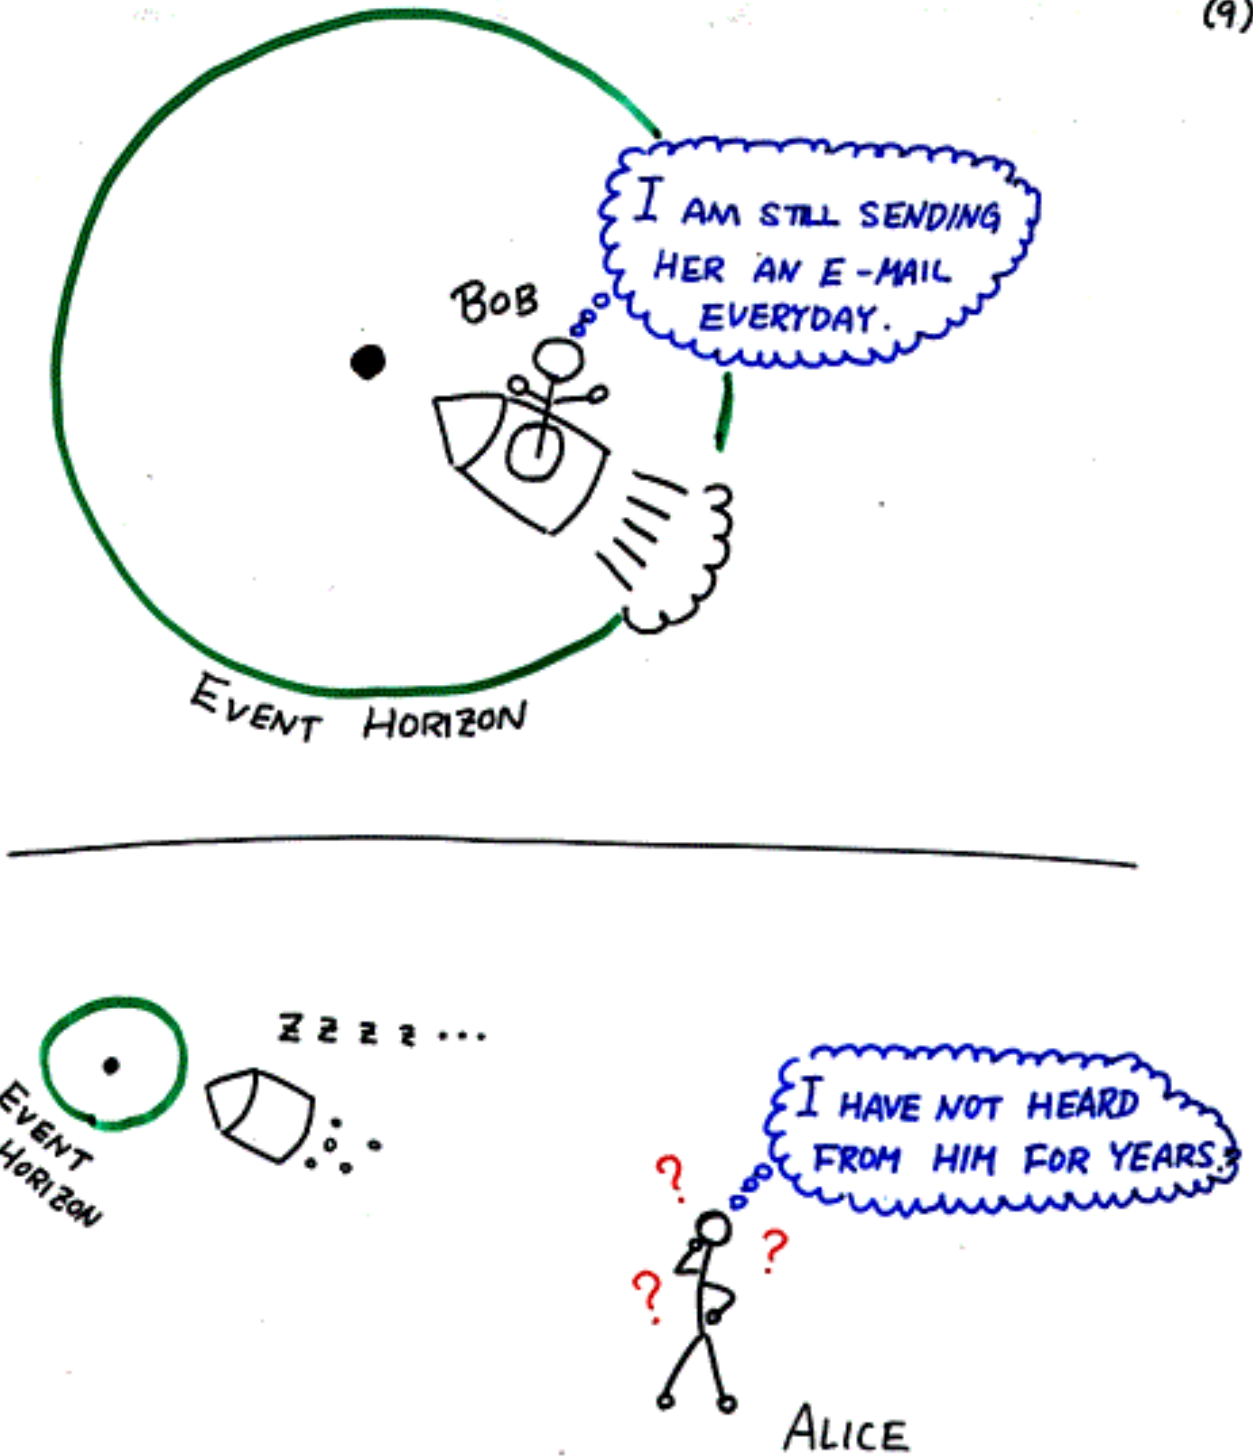 (9)
I AM STILL SENDING
HER AN E-MAIL
EVERYDAY.
BOB
EVENT HORIZON
Z Z Z Z ...
EVENT
HORIZON
I HAVE NOT HEARD
FROM HIM FOR YEARS.
?
?
?
ALICE